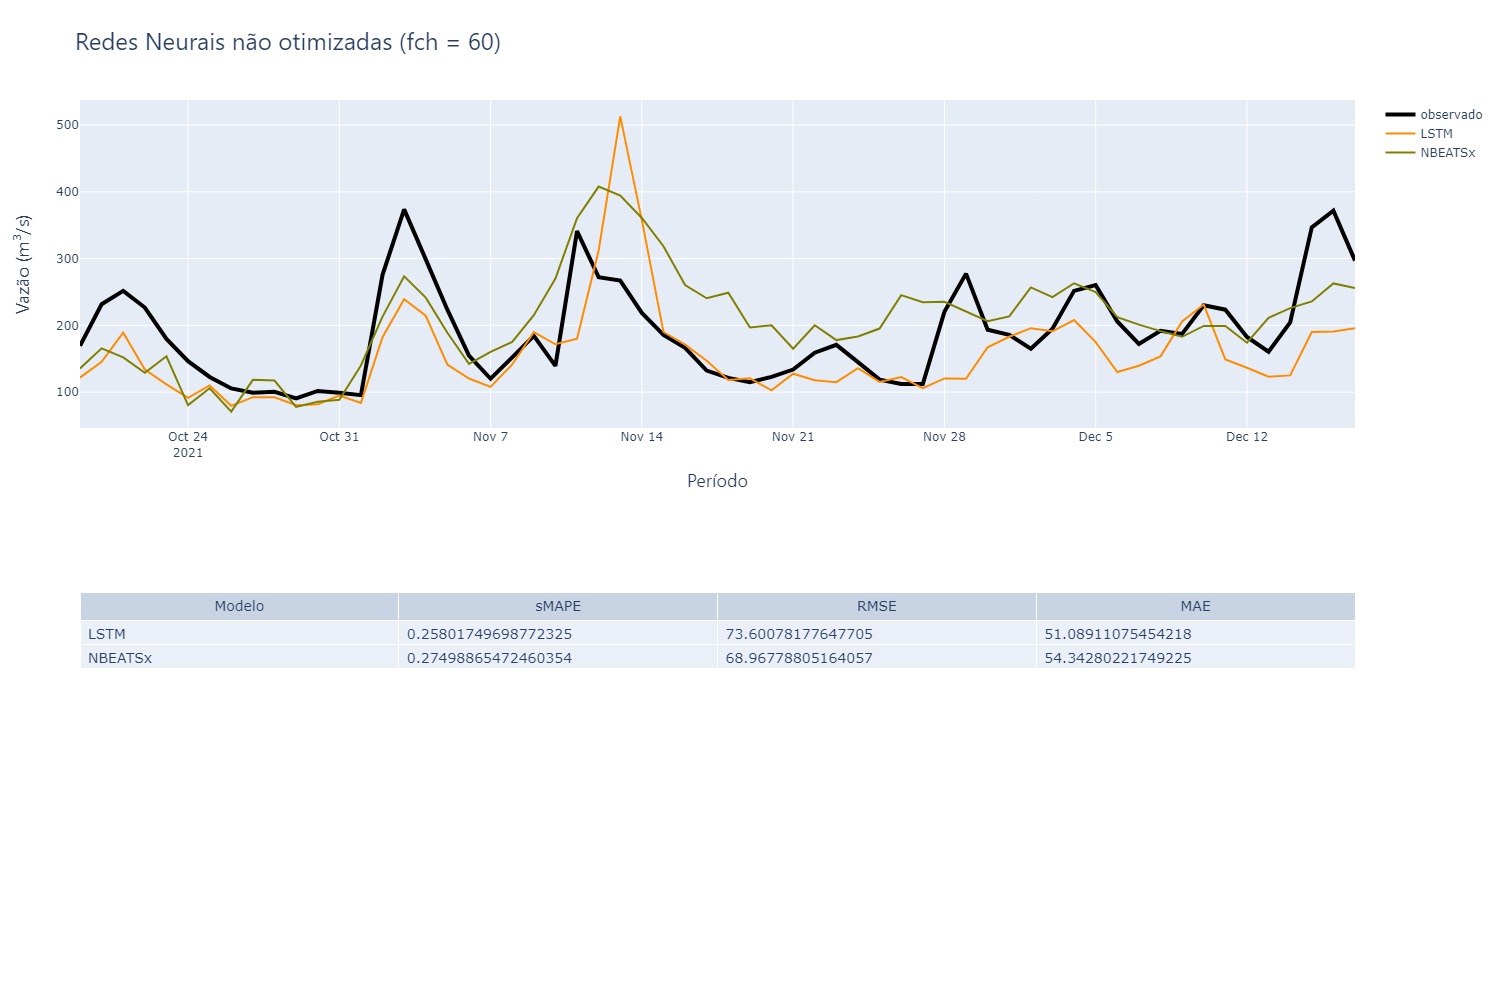 Redes Neurais não otimizadas (fch = 60)
observado
LSTM
NBEATSx
Vazão (m³/s)
500
400
300
200
100
Oct 24 Oct 31 Nov 7 Nov 14 Nov 21 Nov 28 Dec 5 Dec 12
2021
Período
Modelo sMAPE RMSE MAE
LSTM 0.25801749698772325 73.60078177647705 51.08911075454218
NBEATSx 0.27498865472460354 68.96778805164057 54.34280221749225